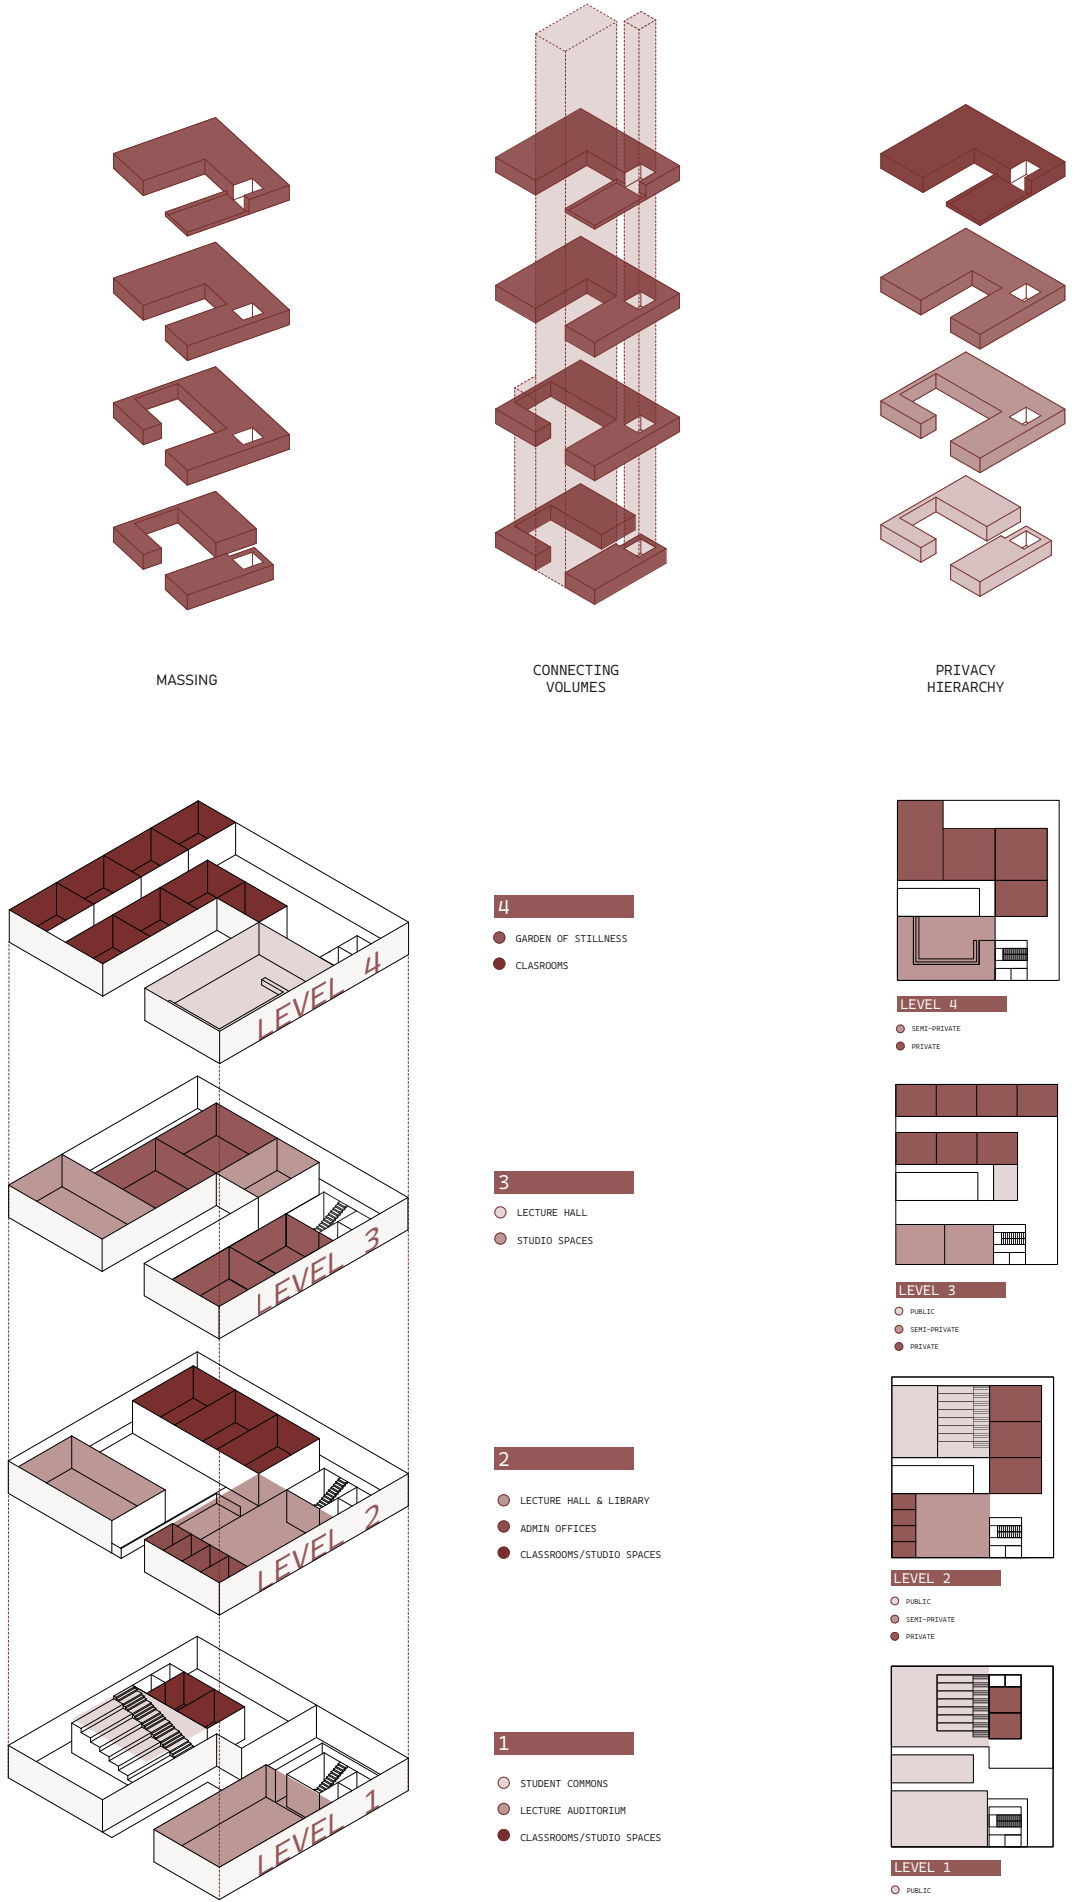 MASSING
CONNECTING
VOLUMES
PRIVACY
HIERARCHY
LEVEL 4
4
GARDEN OF STILLNESS
CLASROOMS
LEVEL 4
SEMI-PRIVATE
PRIVATE
LEVEL 3
3
LECTURE HALL
STUDIO SPACES
LEVEL 3
PUBLIC
SEMI-PRIVATE
PRIVATE
LEVEL 2
2
LECTURE HALL & LIBRARY
ADMIN OFFICES
CLASSROOMS/STUDIO SPACES
LEVEL 2
PUBLIC
SEMI-PRIVATE
PRIVATE
LEVEL 1
1
STUDENT COMMONS
LECTURE AUDITORIUM
CLASSROOMS/STUDIO SPACES
LEVEL 1
PUBLIC